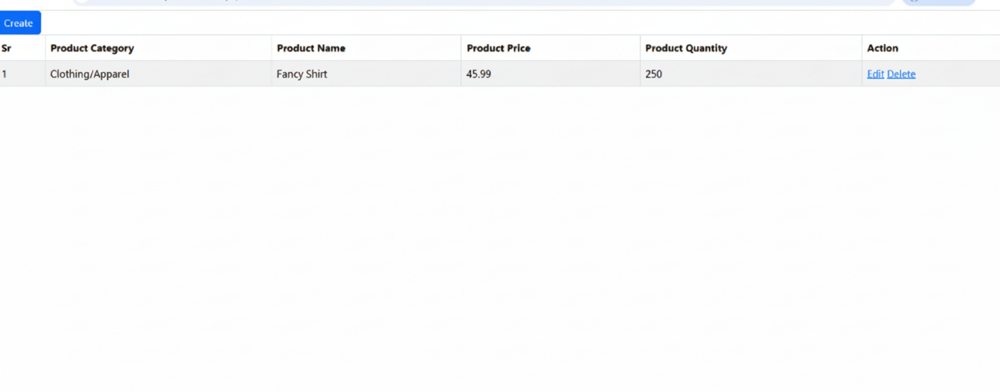 Create
Sr Product Category Product Name Product Price Product Quantity Action
1 Clothing/Apparel Fancy Shirt 45.99 250 Edit Delete